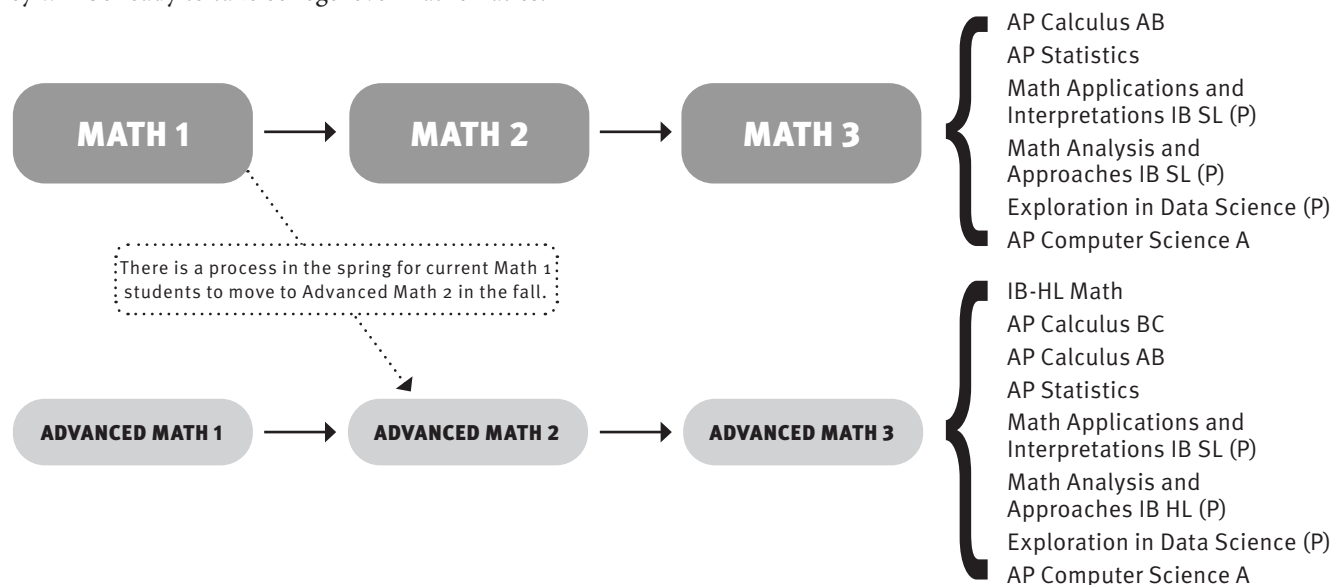 MATH 1
MATH 2
MATH 3
AP Calculus AB
AP Statistics
Math Applications and
Interpretations IB SL (P)
Math Analysis and
Approaches IB SL (P)
Exploration in Data Science (P)
AP Computer Science A
There is a process in the spring for current Math 1
students to move to Advanced Math 2 in the fall.
ADVANCED MATH 1
ADVANCED MATH 2
ADVANCED MATH 3
IB-HL Math
AP Calculus BC
AP Calculus AB
AP Statistics
Math Applications and
Interpretations IB SL (P)
Math Analysis and
Approaches IB HL (P)
Exploration in Data Science (P)
AP Computer Science A